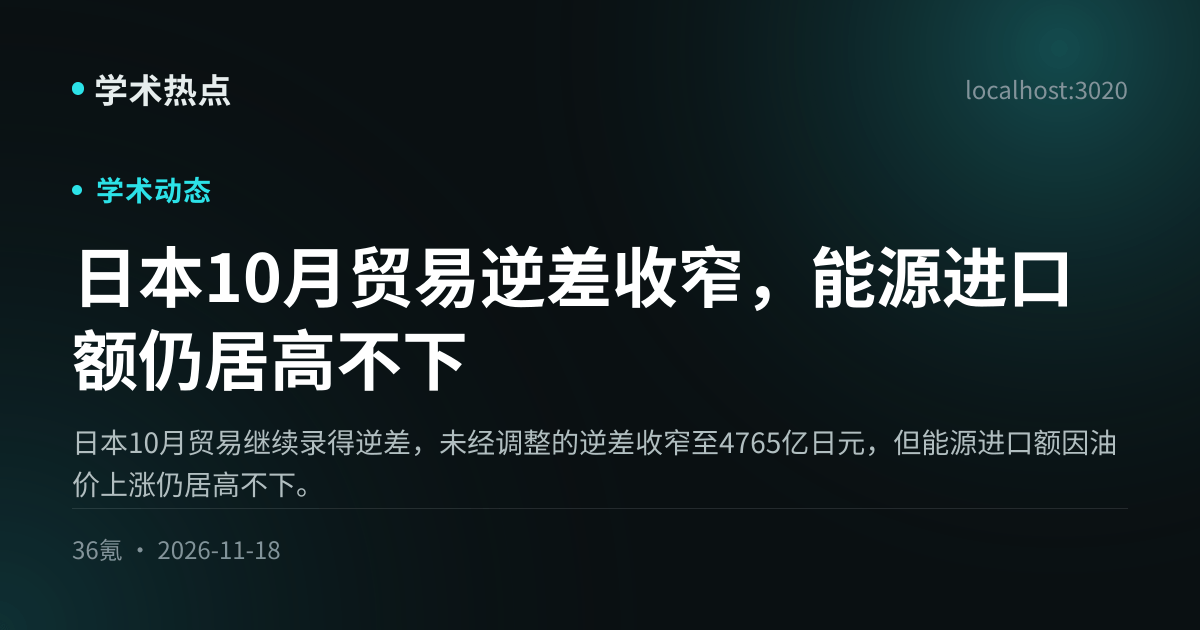 学术热点
localhost:3020
学术动态
日本10月贸易逆差收窄，能源进口
额仍居高不下
日本10月贸易继续录得逆差，未经调整的逆差收窄至4765亿日元，但能源进口额因油
价上涨仍居高不下。
36氪 · 2026-11-18